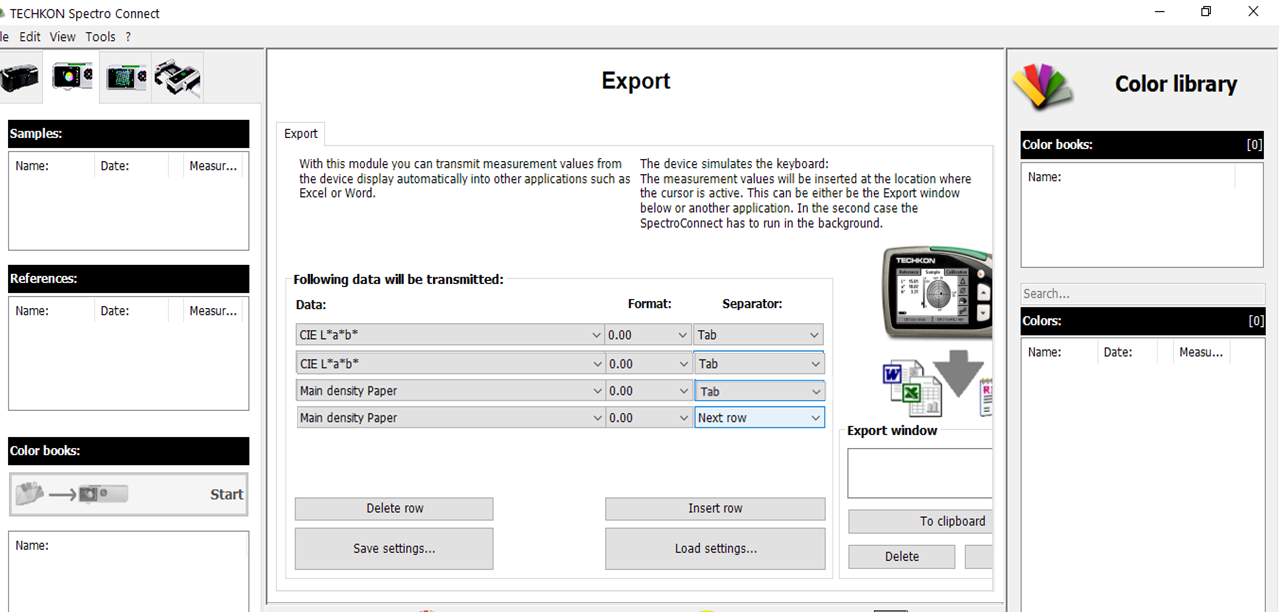 TECHKON Spectro Connect
le Edit View Tools ?
Samples:
Name: Date: Measur...
References:
Name: Date: Measur...
Color books:
Start
Name:
Export
Export
With this module you can transmit measurement values from
the device display automatically into other applications such as
Excel or Word.
The device simulates the keyboard:
The measurement values will be inserted at the location where
the cursor is active. This can be either be the Export window
below or another application. In the second case the
SpectroConnect has to run in the background.
Following data will be transmitted:
Data: Format: Separator:
CIE L*a*b* 0.00 Tab
CIE L*a*b* 0.00 Tab
Main density Paper 0.00 Tab
Main density Paper 0.00 Next row
Delete row Insert row
Save settings... Load settings...
TECHKON
Reference Sample Calibration
W
X
Export window
To clipboard
Delete
Color library
Color books: [0]
Name:
Search...
Colors: [0]
Name: Date: Measu...